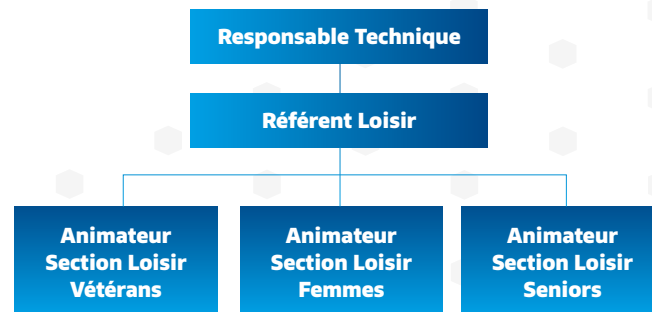 Responsable Technique
Référent Loisir
Animateur
Section Loisir
Vétérans
Animateur
Section Loisir
Femmes
Animateur
Section Loisir
Seniors